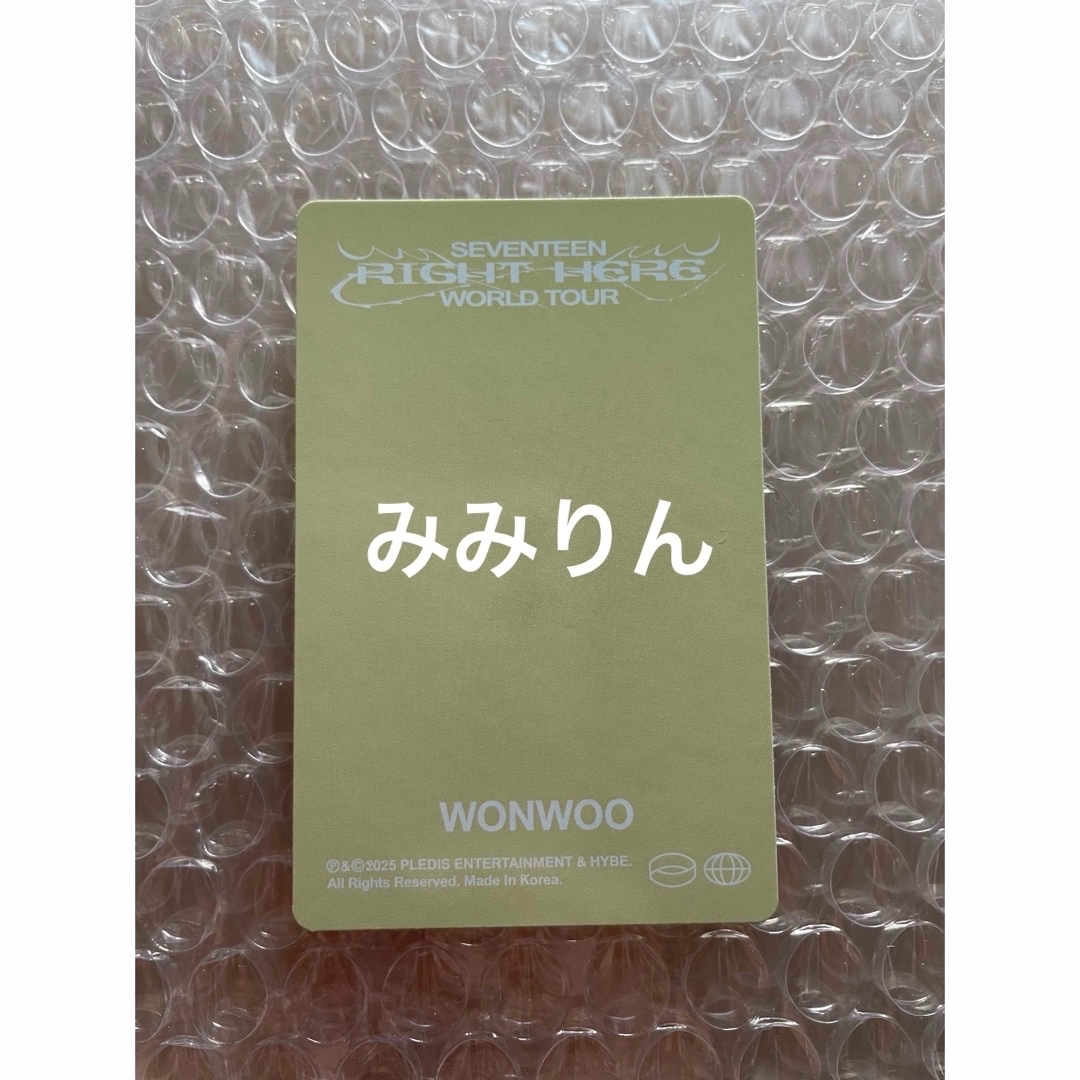 SEVENTEEN
RIGHT HERE
WORLD TOUR
みみりん
WONWOO
℗&©2025 PLEDIS ENTERTAINMENT & HYBE.
All Rights Reserved. Made In Korea.